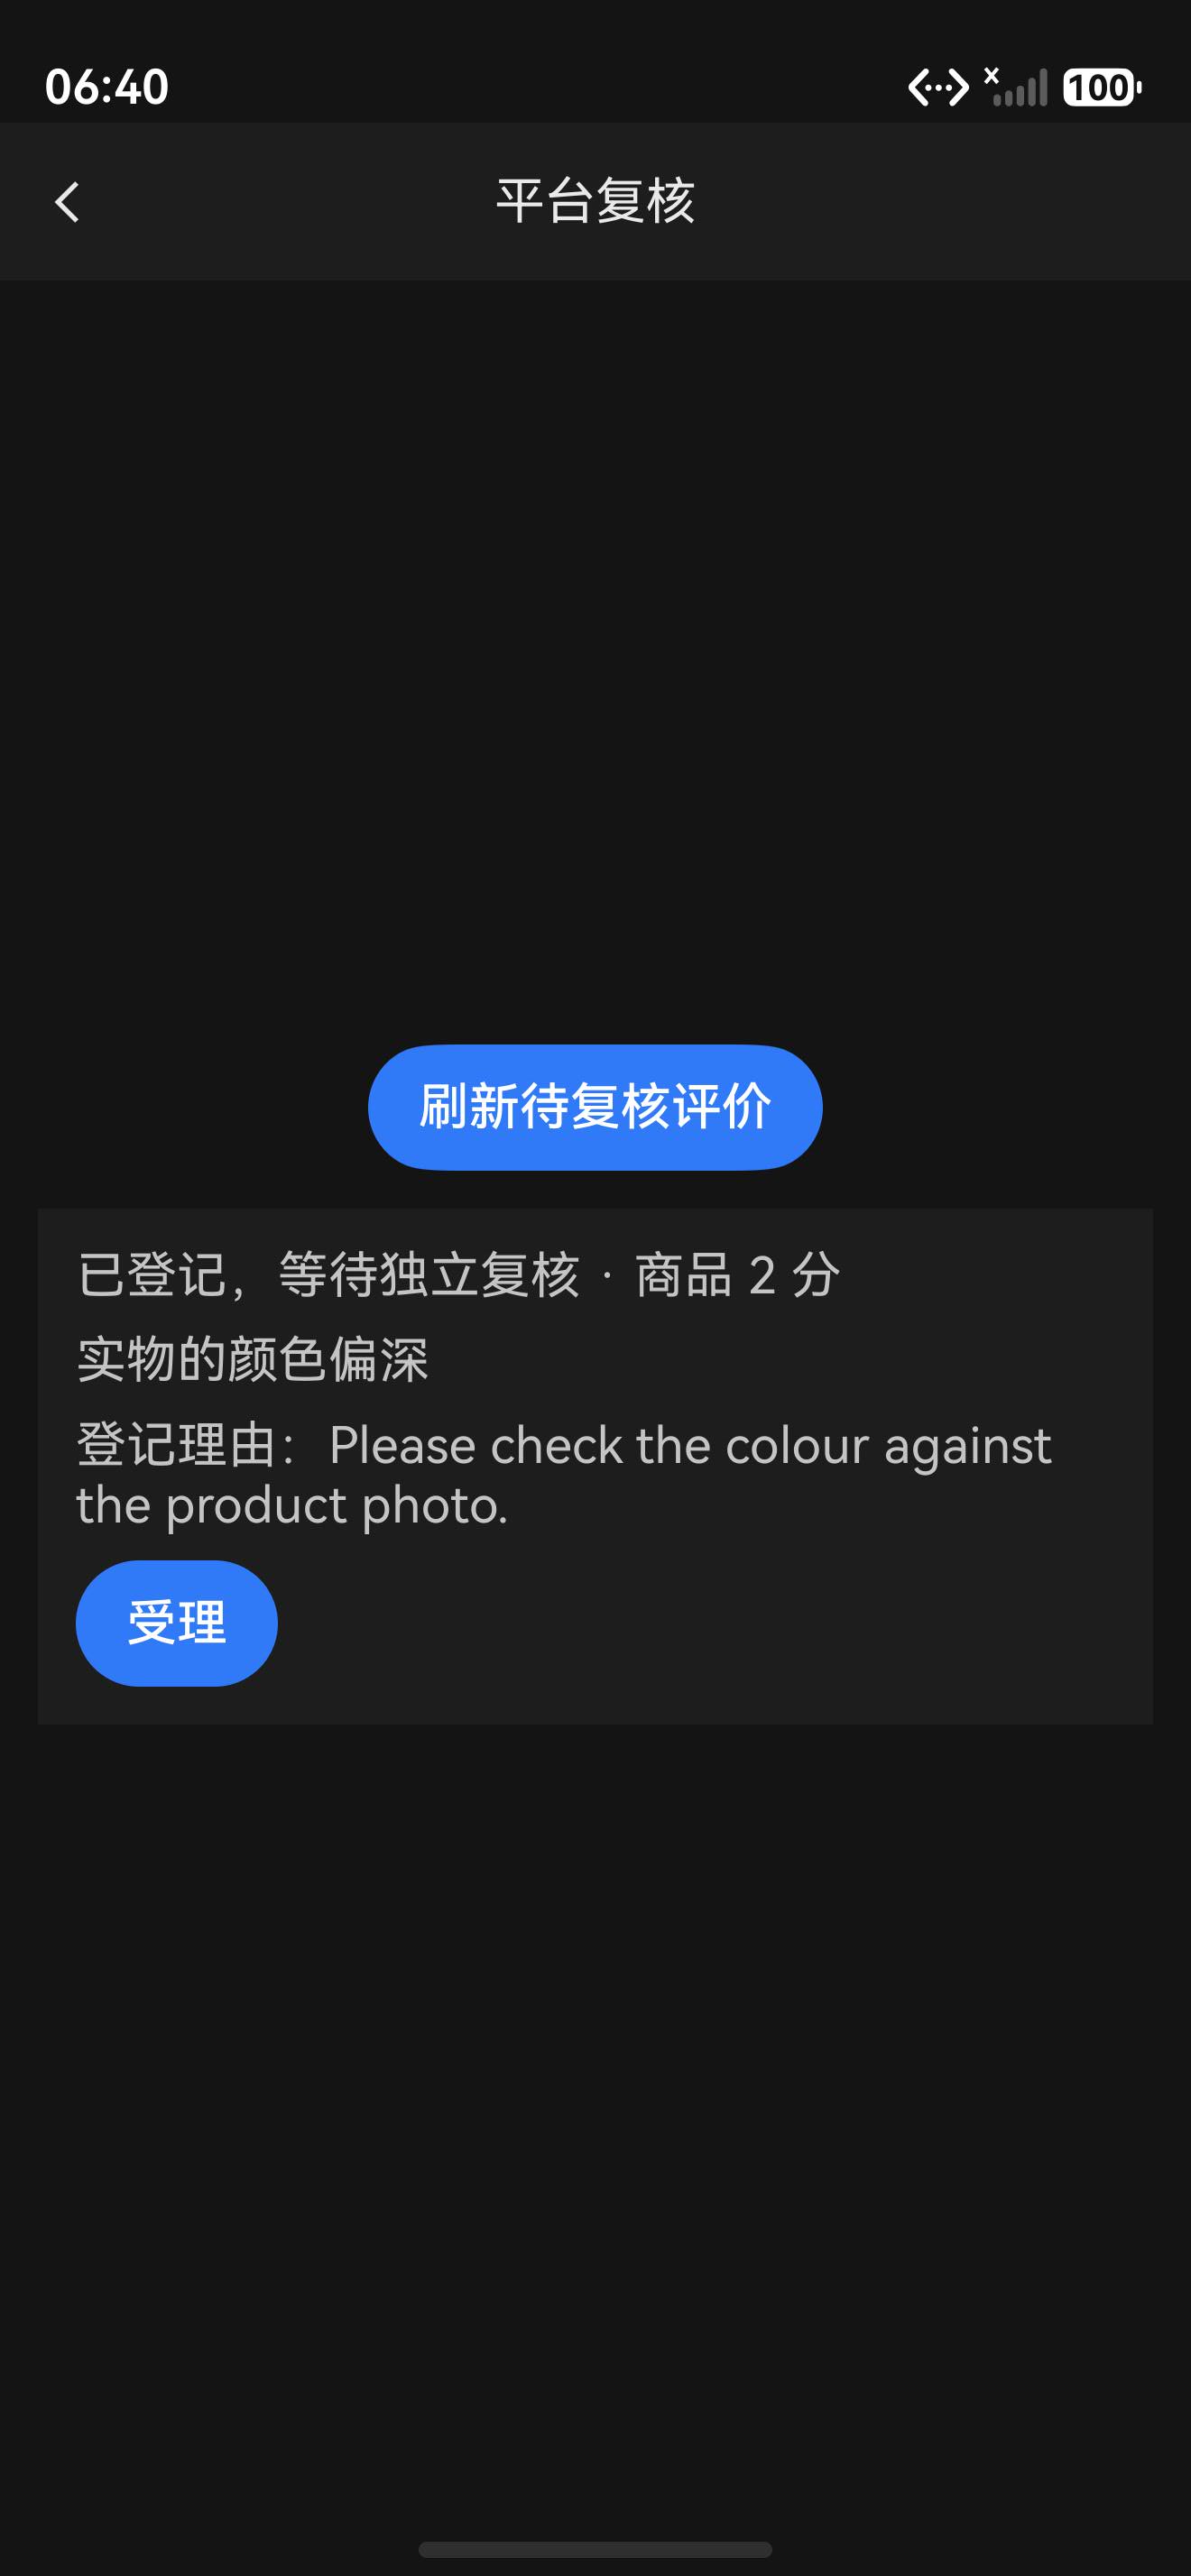 06:40
100
平台复核
刷新待复核评价
已登记，等待独立复核 · 商品 2 分
实物的颜色偏深
登记理由：Please check the colour against
the product photo.
受理